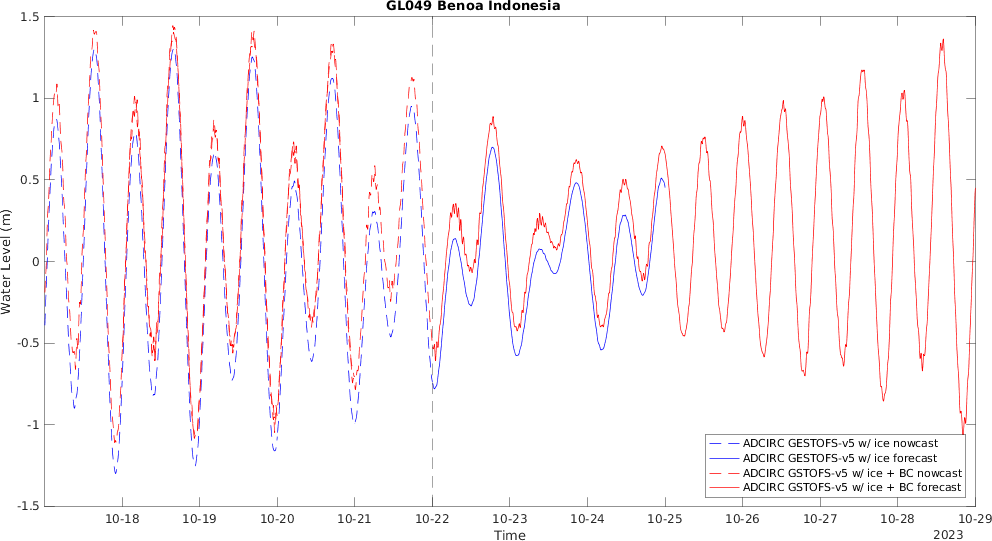 GL049 Benoa Indonesia
1.5
1
0.5
0
-0.5
-1
-1.5
Water Level (m)
10-18
10-19
10-20
10-21
10-22
10-23
10-24
10-25
10-26
10-27
10-28
10-29
Time
2023
ADCIRC GESTOFS-v5 w/ ice nowcast
ADCIRC GESTOFS-v5 w/ ice forecast
ADCIRC GSTOFS-v5 w/ ice + BC nowcast
ADCIRC GSTOFS-v5 w/ ice + BC forecast